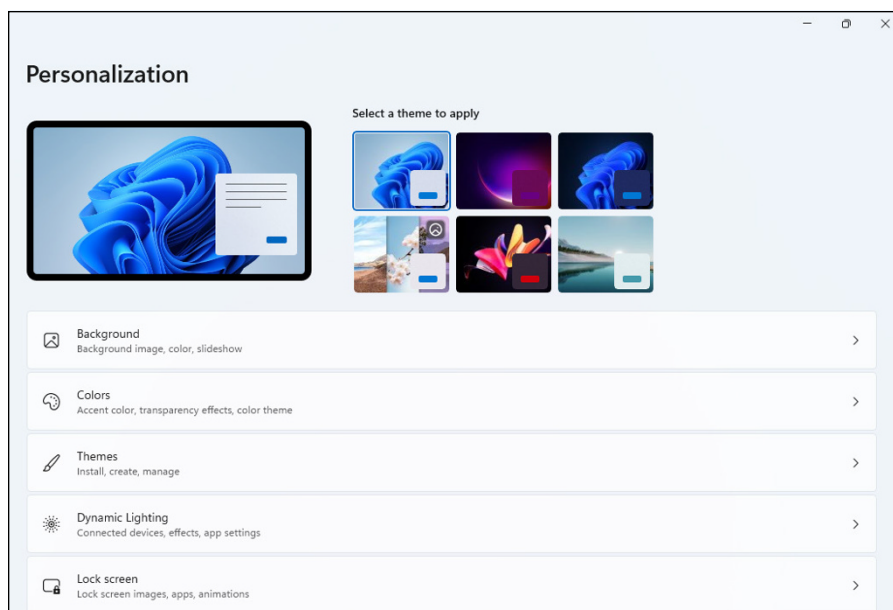 Personalization
Select a theme to apply
Background
Background image, color, slideshow
Colors
Accent color, transparency effects, color theme
Themes
Install, create, manage
Dynamic Lighting
Connected devices, effects, app settings
Lock screen
Lock screen images, apps, animations